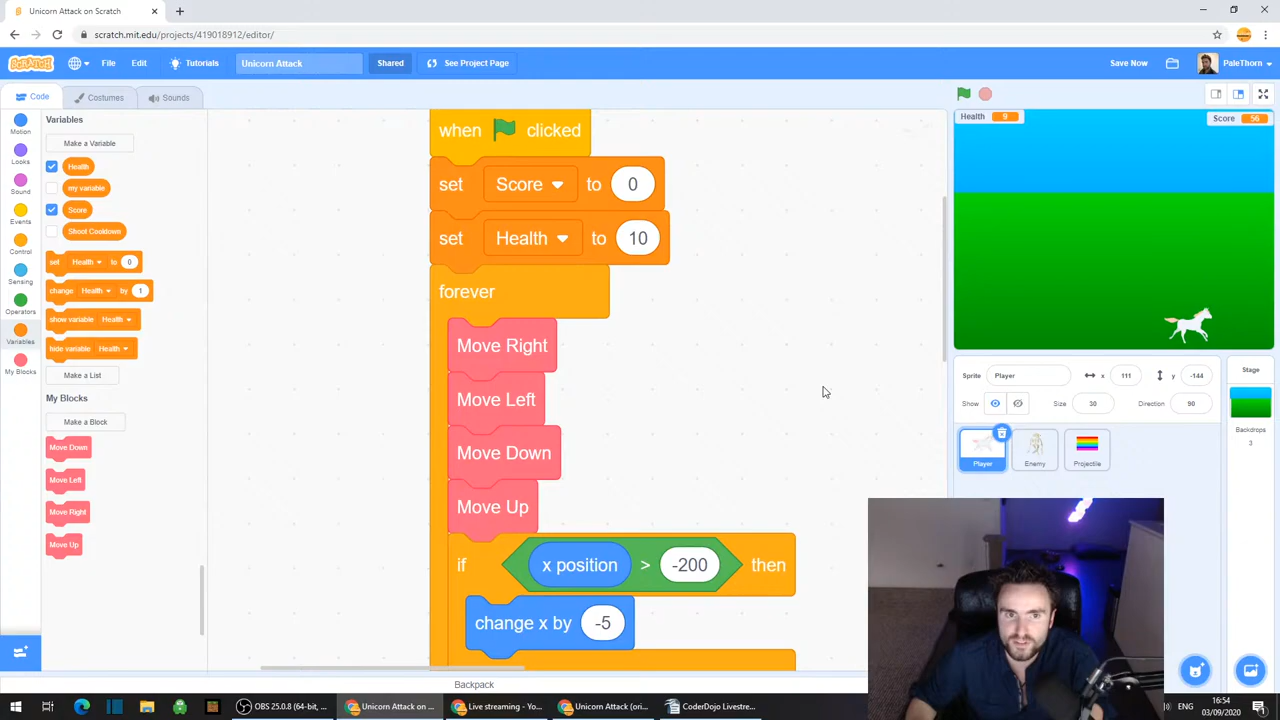 Unicorn Attack on Scratch
scratch.mit.edu/projects/419018912/editor/
SCRATCH
File
Edit
Tutorials
Unicorn Attack
Shared
See Project Page
Save Now
PaleThorn
Code
Costumes
Sounds
Motion
Looks
Sound
Events
Control
Sensing
Operators
Variables
My Blocks
Variables
Make a Variable
Health
my variable
Score
Shoot Cooldown
set Health to 0
change Health by 1
show variable Health
hide variable Health
Make a List
My Blocks
Make a Block
Move Down
Move Left
Move Right
Move Up
when clicked
set Score to 0
set Health to 10
forever
Move Right
Move Left
Move Down
Move Up
if x position > -200 then
change x by -5
Backpack
Health 9
Score 56
Sprite Player x 111 y -144
Show Size 30 Direction 90
Player
Enemy
Projectile
Stage
Backdrops
3
OBS 25.0.8 (64-bit, ...
Unicorn Attack on ...
Live streaming - Yo...
Unicorn Attack (ori...
CoderDojo Livestre...
16:54
03/09/2020